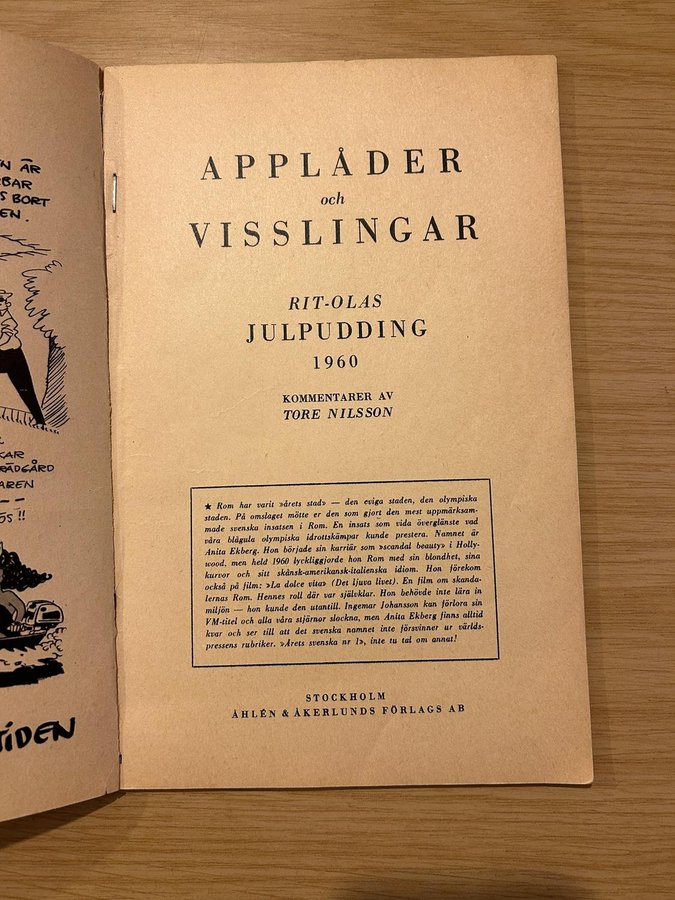 N ÄR
RBAR
S BORT
EN.
KAR
RÄDGÅRD
AREN
ÖS!!
TIDEN
APPLÅDER
och
VISSLINGAR
RIT-OLAS
JULPUDDING
1960
KOMMENTARER AV
TORE NILSSON
★ Rom har varit »årets stad» — den eviga staden, den olympiska
staden. På omslaget mötte er den som gjort den mest uppmärksam-
made svenska insatsen i Rom. En insats som vida överglänste vad
våra blågula olympiska idrottskämpar kunde prestera. Namnet är
Anita Ekberg. Hon började sin karriär som »scandal beauty» i Holly-
wood, men held 1960 lyckliggjorde hon Rom med sin blondhet, sina
kurvor och sitt skånsk-amerikansk-italienska idiom. Hon förekom
också på film: »La dolce vita» (Det ljuva livet). En film om skanda-
lernas Rom. Hennes roll där var självklar. Hon behövde inte lära in
miljön — hon kunde den utantill. Ingemar Johansson kan förlora sin
VM-titel och alla våra stjärnor slockna, men Anita Ekberg finns alltid
kvar och ser till att det svenska namnet inte försvinner ur världs-
pressens rubriker. »Årets svenska nr 1», inte tu tal om annat!
STOCKHOLM
ÅHLÉN & ÅKERLUNDS FÖRLAGS AB